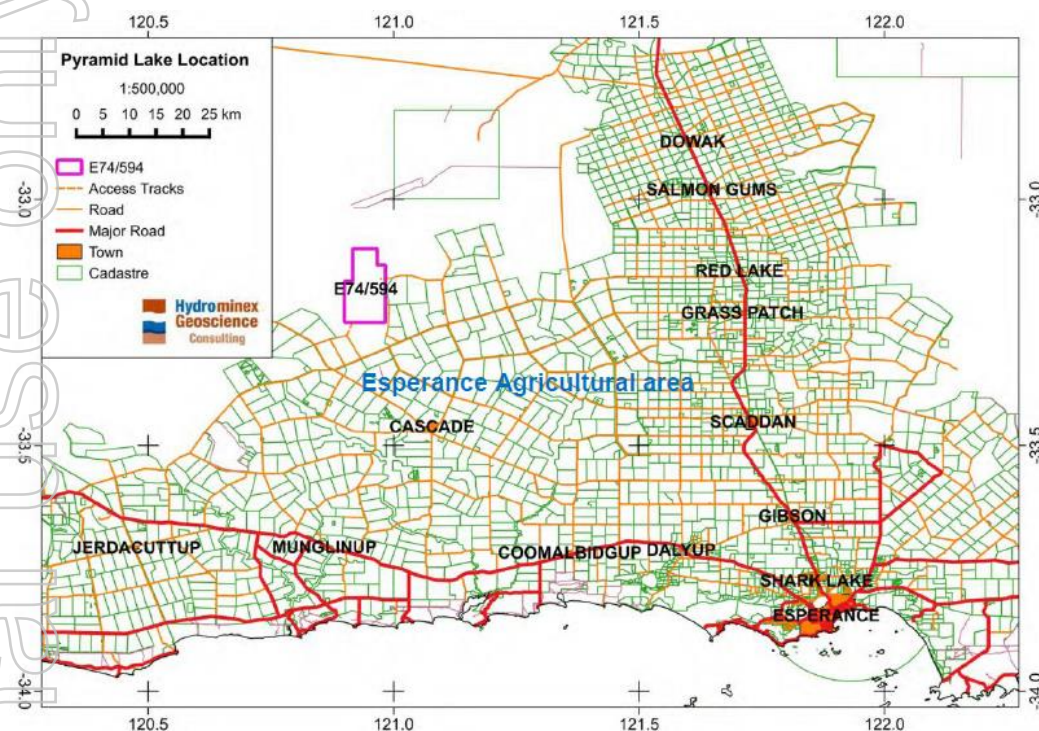 120.5 121.0 121.5 122.0
Pyramid Lake Location
1:500,000
0 5 10 15 20 25 km
E74/594
Access Tracks
Road
Major Road
Town
Cadastre
Hydrominex
Geoscience
Consulting
-33.0
-33.0
DOWAK
SALMON GUMS
RED LAKE
E74/594
GRASS PATCH
Esperance Agricultural area
SCADDAN
CASCADE
-33.5
-33.5
GIBSON
JERDACUTTUP
MUNGLINUP
COOMALBIDGUP
DALYUP
SHARK LAKE
ESPERANCE
-34.0
-34.0
120.5 121.0 121.5 122.0